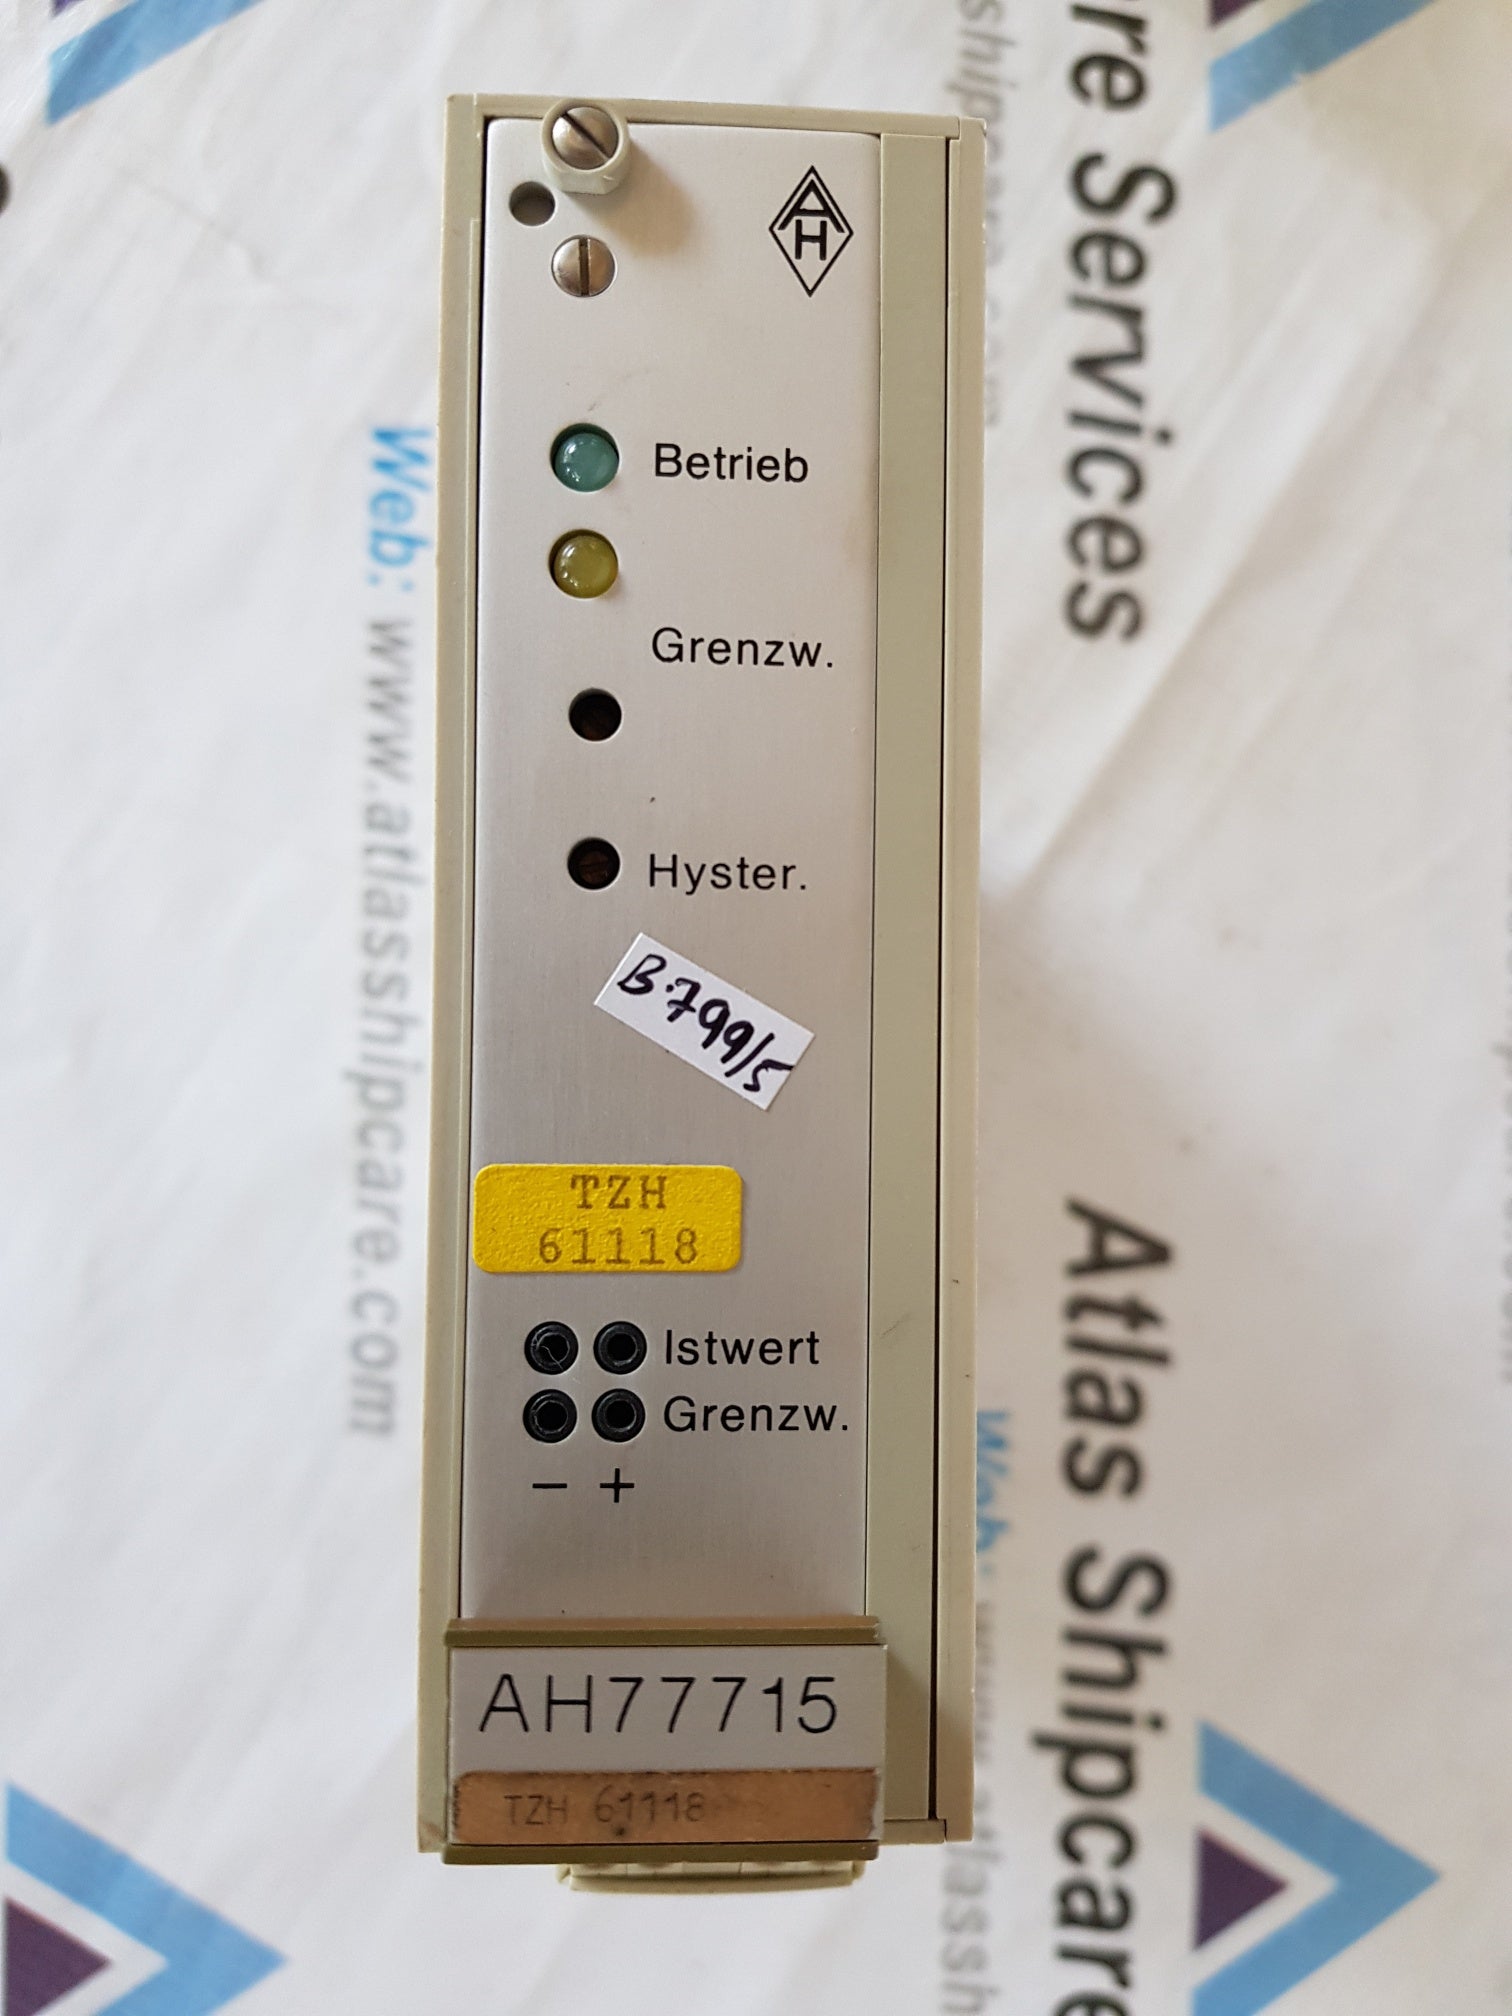 AH
Betrieb
Grenzw.
Hyster.
B.799/5
TZH
61118
Istwert
Grenzw.
- +
AH77715
TZH 61118
re Services
Atlas Shipcare
Web: www.atlasshipcare.com